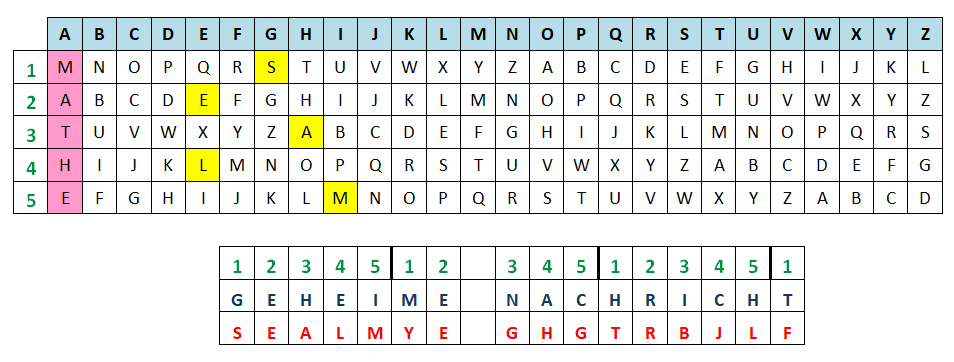 A B C D E F G H I J K L M N O P Q R S T U V W X Y Z
1 M N O P Q R S T U V W X Y Z A B C D E F G H I J K L
2 A B C D E F G H I J K L M N O P Q R S T U V W X Y Z
3 T U V W X Y Z A B C D E F G H I J K L M N O P Q R S
4 H I J K L M N O P Q R S T U V W X Y Z A B C D E F G
5 E F G H I J K L M N O P Q R S T U V W X Y Z A B C D
1 2 3 4 5 1 2 3 4 5 1 2 3 4 5 1
G E H E I M E N A C H R I C H T
S E A L M Y E G H G T R B J L F